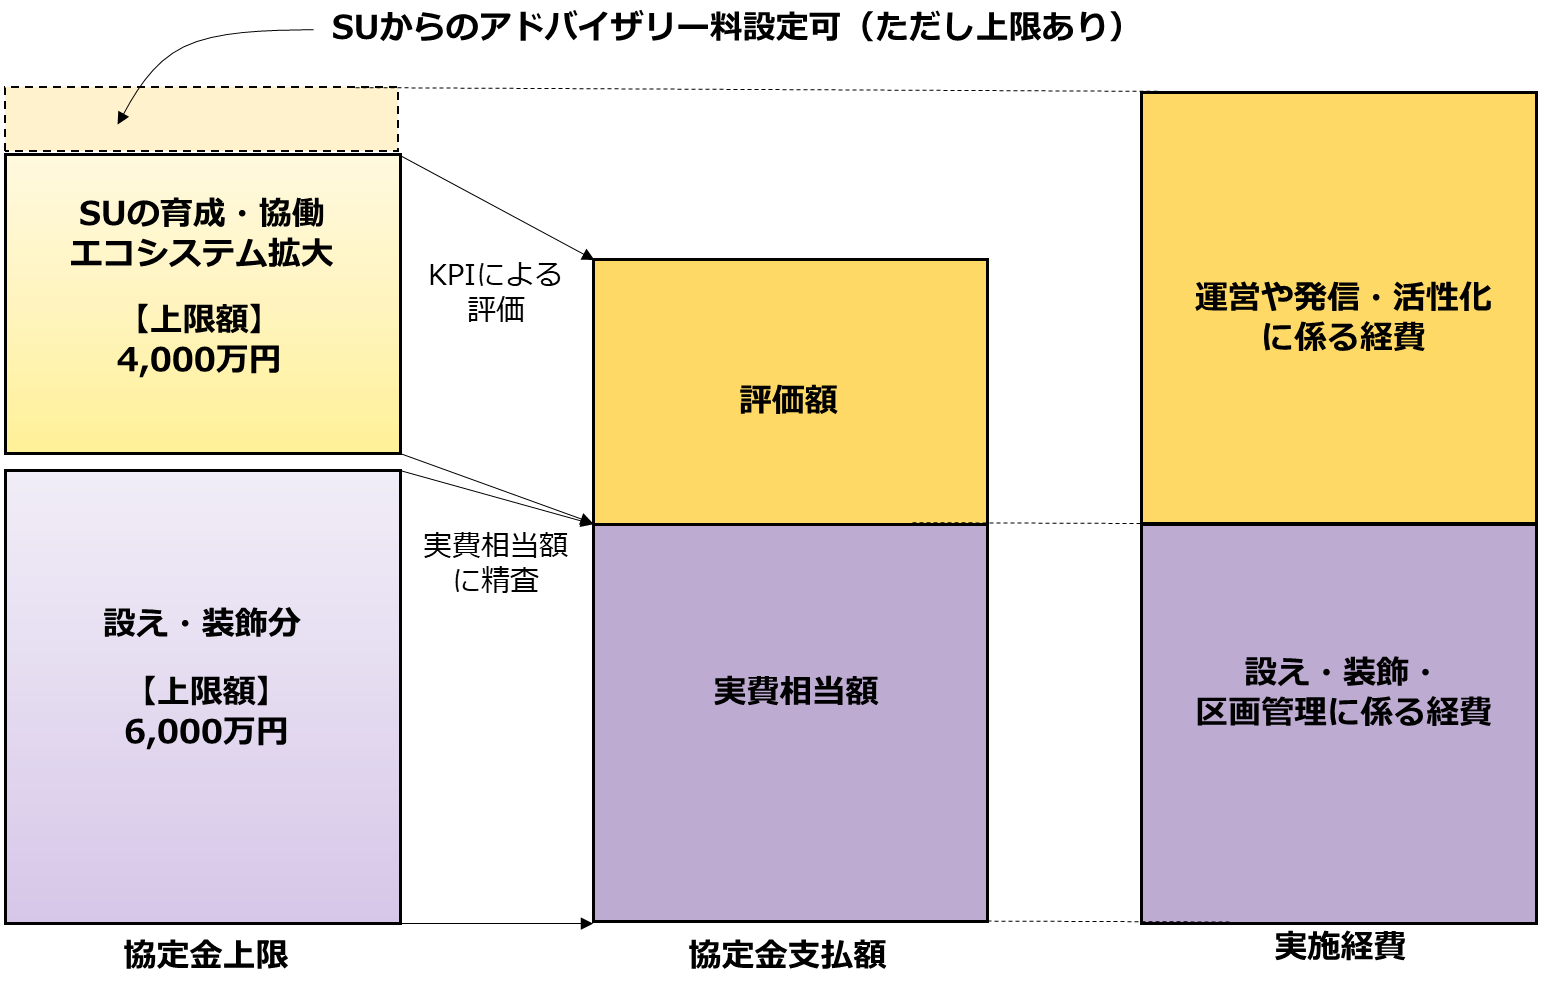 SUからのアドバイザリー料設定可（ただし上限あり）
SUの育成・協働
エコシステム拡大
【上限額】
4,000万円
設え・装飾分
【上限額】
6,000万円
協定金上限
KPIによる
評価
実費相当額
に精査
評価額
実費相当額
協定金支払額
運営や発信・活性化
に係る経費
設え・装飾・
区画管理に係る経費
実施経費